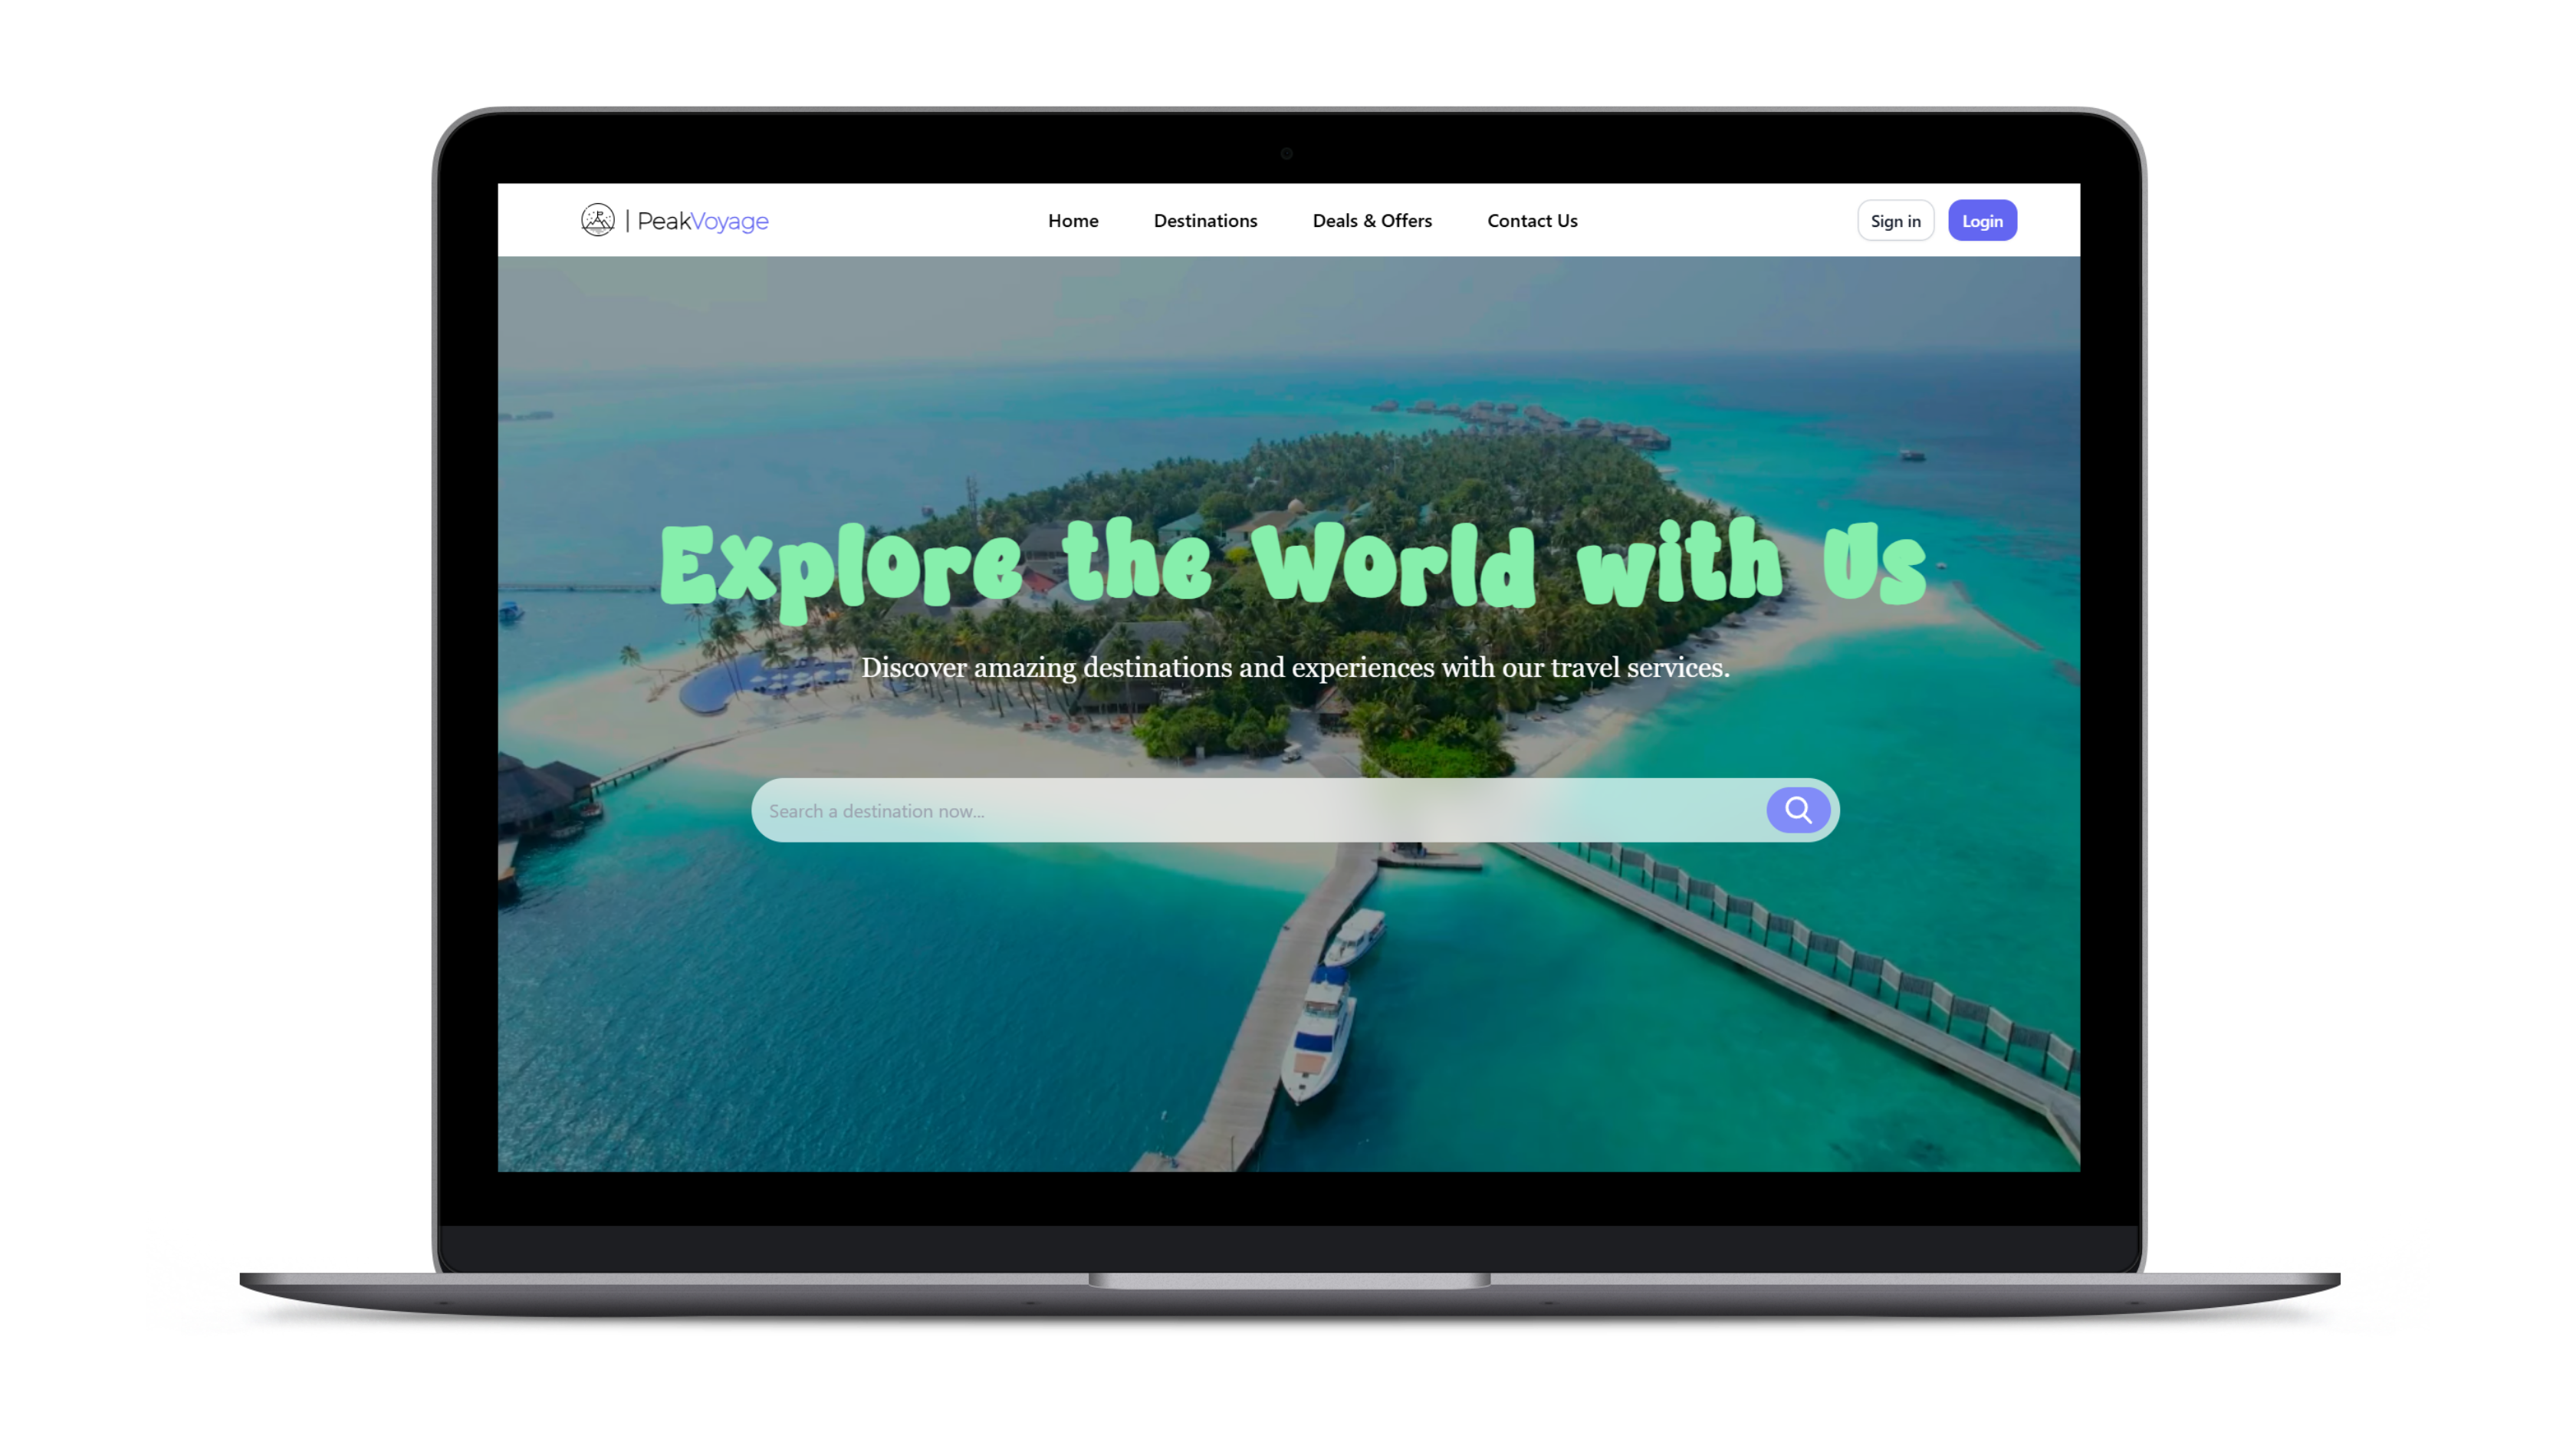 | PeakVoyage
Home
Destinations
Deals & Offers
Contact Us
Sign in
Login
Explore the World with Us
Discover amazing destinations and experiences with our travel services.
Search a destination now...